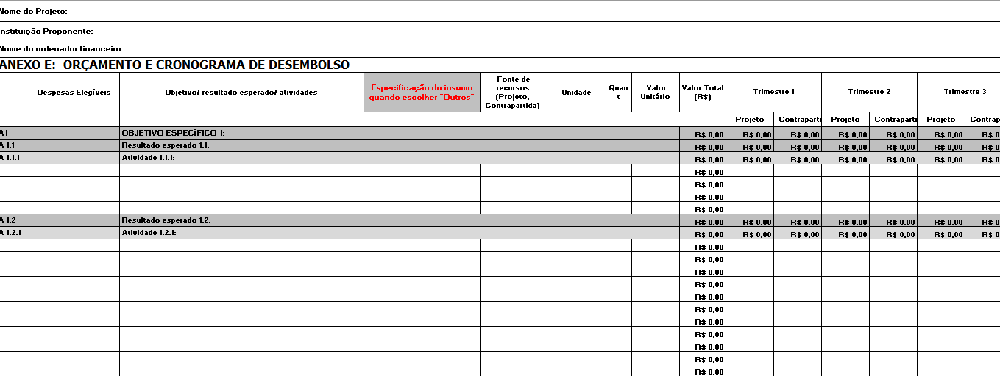 Nome do Projeto:
nstituição Proponente:
Nome do ordenador financeiro:
ANEXO E: ORÇAMENTO E CRONOGRAMA DE DESEMBOLSO
Despesas Elegíveis Objetivo/ resultado esperado/ atividades Especificação do insumo quando escolher "Outros" Fonte de recursos (Projeto, Contrapartida) Unidade Quan t Valor Unitário Valor Total (R$) Trimestre 1 Trimestre 2 Trimestre 3
Projeto Contraparti Projeto Contraparti Projeto Contrap
A1 OBJETIVO ESPECÍFICO 1: R$ 0,00 R$ 0,00 R$ 0,00 R$ 0,00 R$ 0,00 R$ 0,00 R$ 0
A 1.1 Resultado esperado 1.1: R$ 0,00 R$ 0,00 R$ 0,00 R$ 0,00 R$ 0,00 R$ 0,00 R$ 0
A 1.1.1 Atividade 1.1.1: R$ 0,00 R$ 0,00 R$ 0,00 R$ 0,00 R$ 0,00 R$ 0,00 R$ 0
R$ 0,00
R$ 0,00
R$ 0,00
R$ 0,00
A 1.2 Resultado esperado 1.2: R$ 0,00 R$ 0,00 R$ 0,00 R$ 0,00 R$ 0,00 R$ 0,00 R$ 0
A 1.2.1 Atividade 1.2.1: R$ 0,00 R$ 0,00 R$ 0,00 R$ 0,00 R$ 0,00 R$ 0,00 R$ 0
R$ 0,00
R$ 0,00
R$ 0,00
R$ 0,00
R$ 0,00
R$ 0,00
R$ 0,00 -
R$ 0,00
R$ 0,00
R$ 0,00
R$ 0,00 -